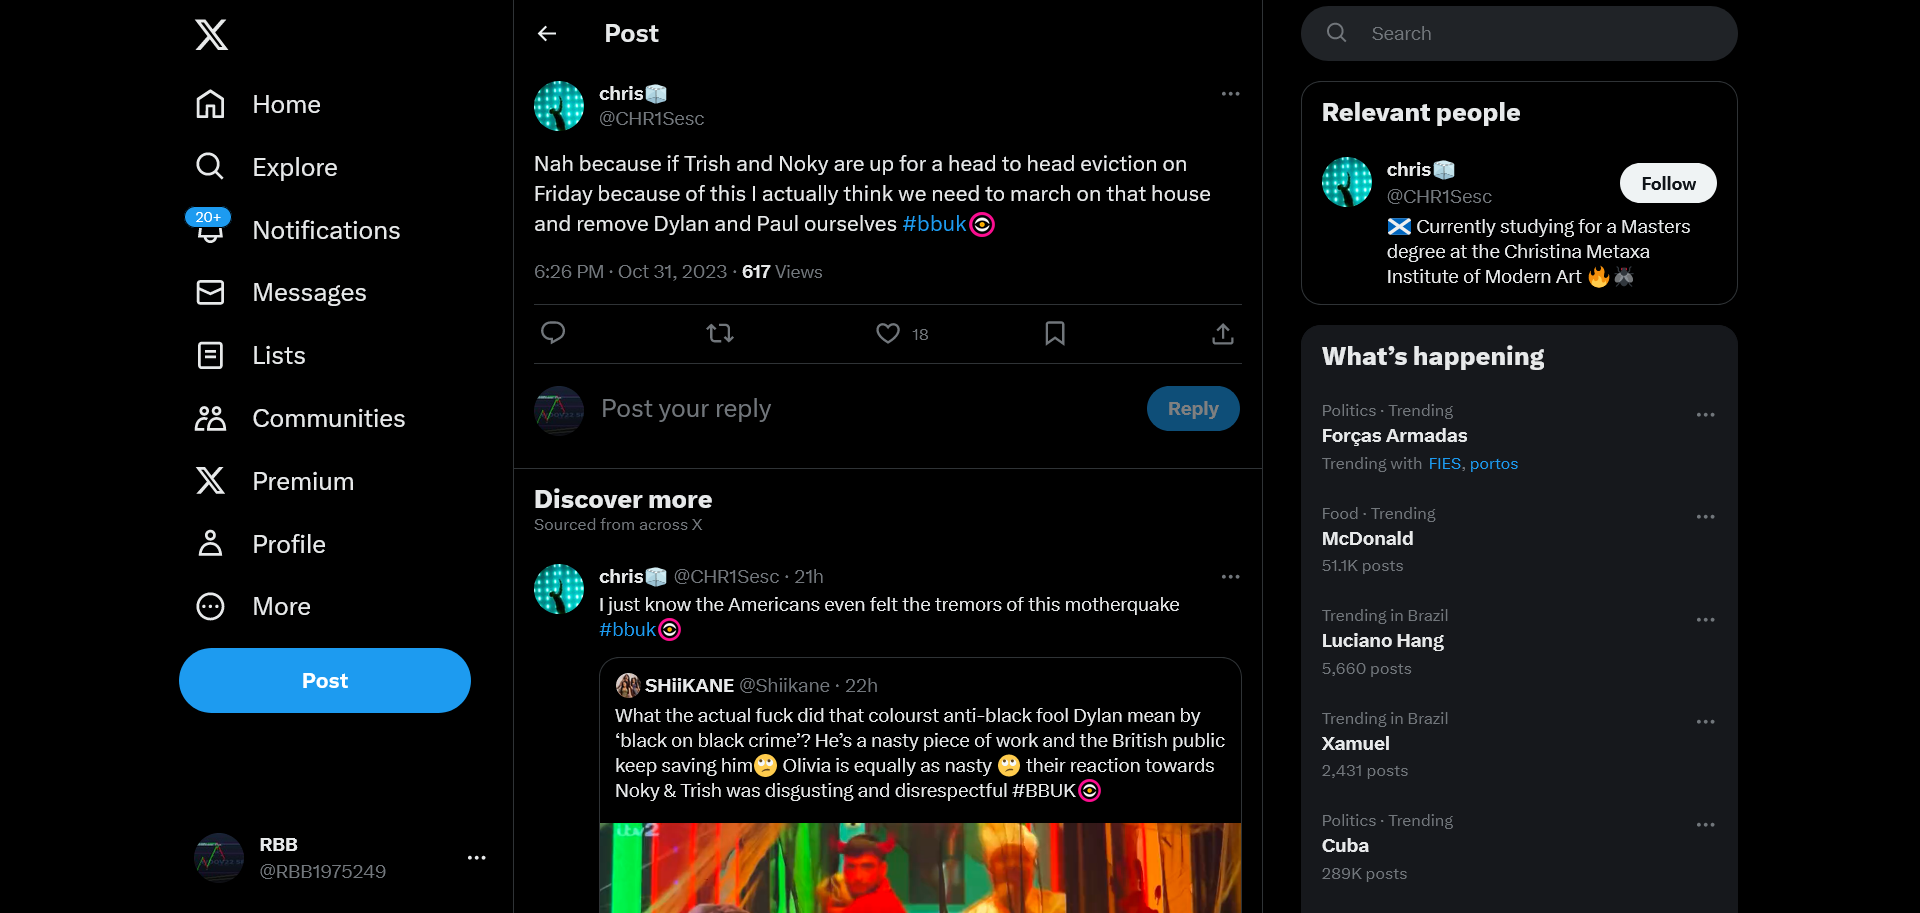 Home
Explore
20+
Notifications
Messages
Lists
Communities
Premium
Profile
More
Post
RBB
@RBB1975249
Post
chris
@CHR1Sesc
Nah because if Trish and Noky are up for a head to head eviction on
Friday because of this I actually think we need to march on that house
and remove Dylan and Paul ourselves #bbuk
6:26 PM · Oct 31, 2023 · 617 Views
18
Post your reply
Reply
Discover more
Sourced from across X
chris @CHR1Sesc · 21h
I just know the Americans even felt the tremors of this motherquake
#bbuk
SHiiKANE @Shiikane · 22h
What the actual fuck did that colourst anti-black fool Dylan mean by
‘black on black crime’? He’s a nasty piece of work and the British public
keep saving him Olivia is equally as nasty their reaction towards
Noky & Trish was disgusting and disrespectful #BBUK
itv2
Search
Relevant people
chris
@CHR1Sesc
Follow
Currently studying for a Masters
degree at the Christina Metaxa
Institute of Modern Art
What’s happening
Politics · Trending
Forças Armadas
Trending with FIES, portos
Food · Trending
McDonald
51.1K posts
Trending in Brazil
Luciano Hang
5,660 posts
Trending in Brazil
Xamuel
2,431 posts
Politics · Trending
Cuba
289K posts